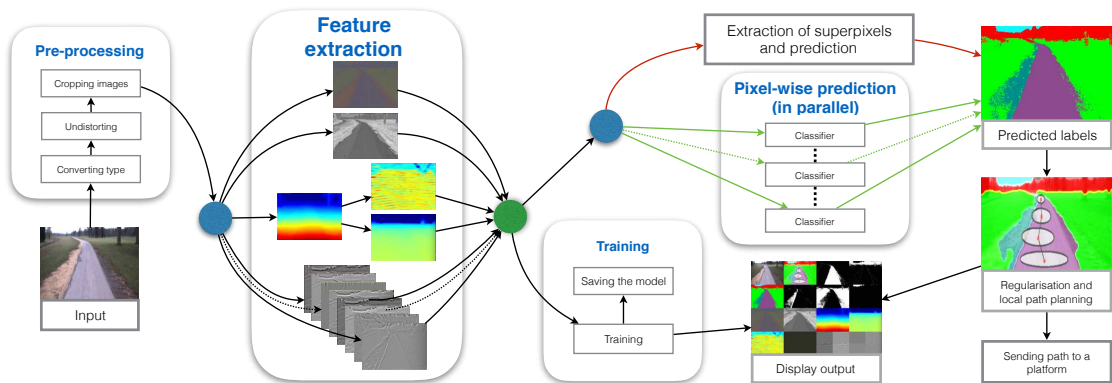 Pre-processing
Cropping images
Undistorting
Converting type
Input
Feature
extraction
Extraction of superpixels
and prediction
Pixel-wise prediction
(in parallel)
Classifier
Classifier
Classifier
Training
Saving the model
Training
Display output
Predicted labels
Regularisation and
local path planning
Sending path to a
platform